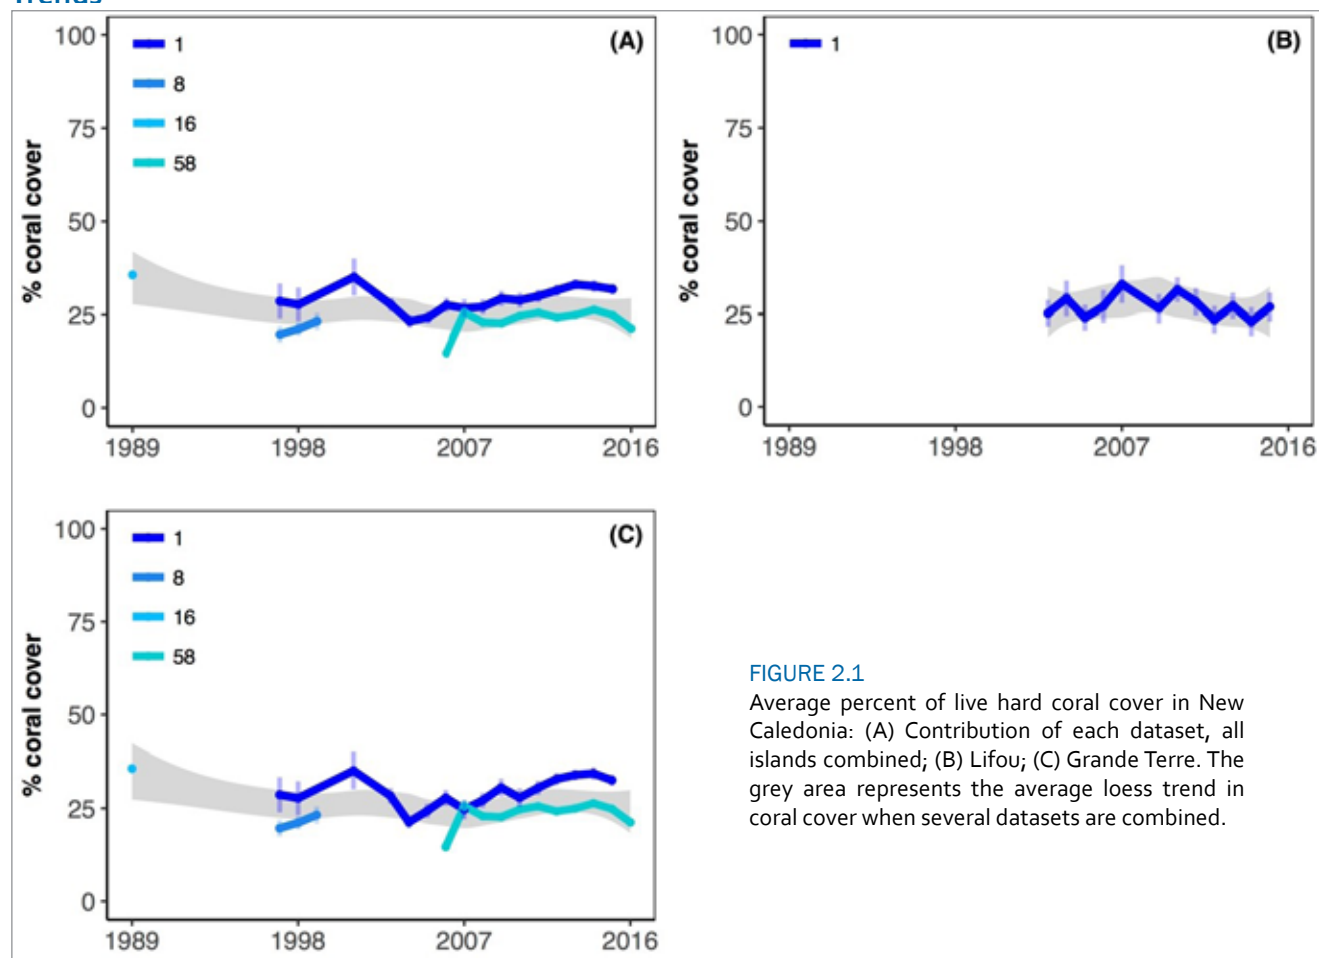 Trends
100
75
50
25
0
% coral cover
1
8
16
58
(A)
1989
1998
2007
2016
100
75
50
25
0
% coral cover
1
(B)
1989
1998
2007
2016
100
75
50
25
0
% coral cover
1
8
16
58
(C)
1989
1998
2007
2016
FIGURE 2.1
Average percent of live hard coral cover in New
Caledonia: (A) Contribution of each dataset, all
islands combined; (B) Lifou; (C) Grande Terre. The
grey area represents the average loess trend in
coral cover when several datasets are combined.